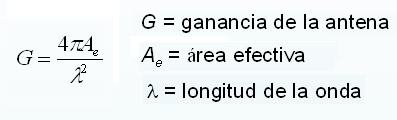 G = ganancia de la antena
G = 4πAₑ / λ²
Aₑ = área efectiva
λ = longitud de la onda